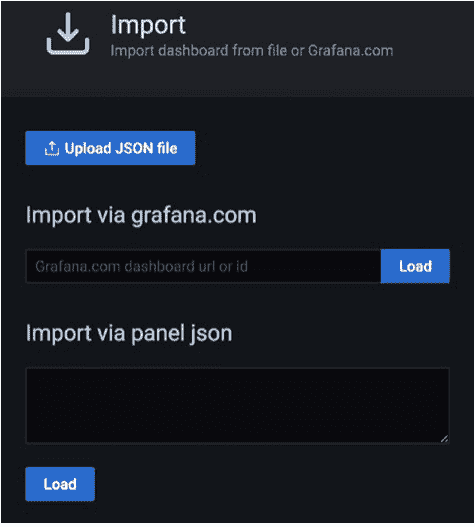 Import
Import dashboard from file or Grafana.com
Upload JSON file
Import via grafana.com
Grafana.com dashboard url or id
Load
Import via panel json
Load